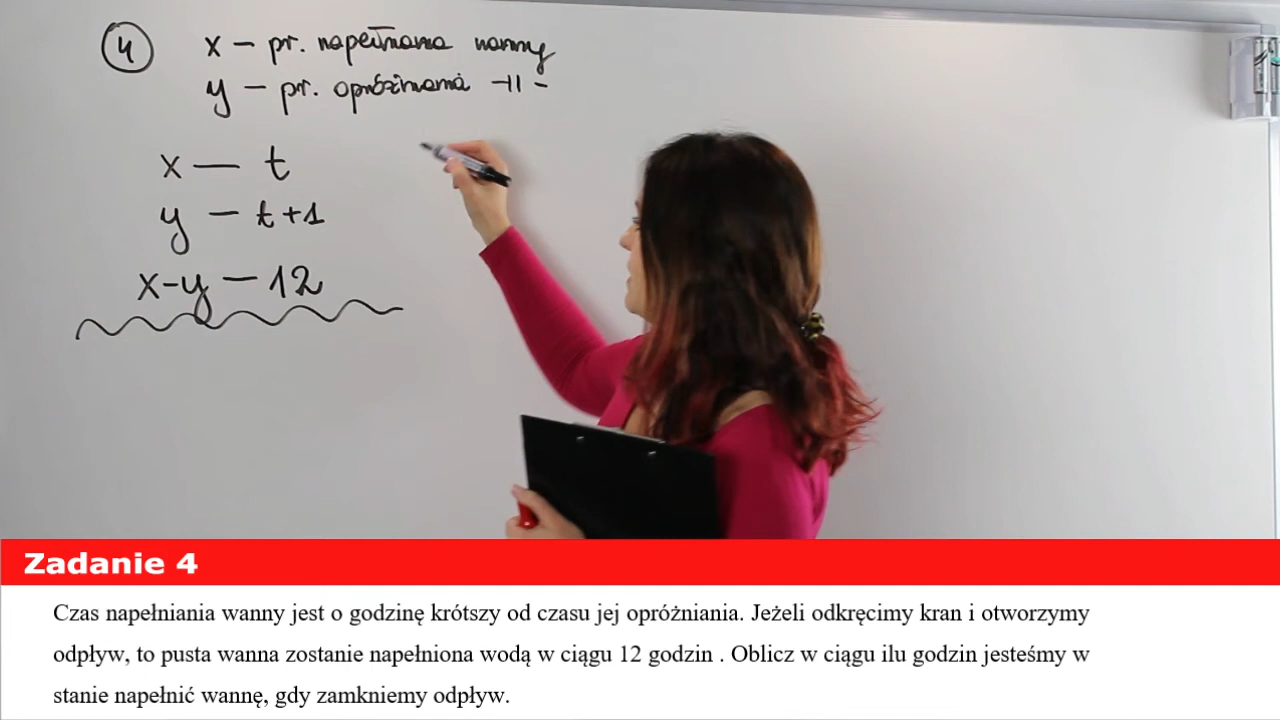 4 x – pr. napełniania wanny
y – pr. opróżniania –||–
x — t
y – t+1
x-y – 12
Zadanie 4
Czas napełniania wanny jest o godzinę krótszy od czasu jej opróżniania. Jeżeli odkręcimy kran i otworzymy
odpływ, to pusta wanna zostanie napełniona wodą w ciągu 12 godzin . Oblicz w ciągu ilu godzin jesteśmy w
stanie napełnić wannę, gdy zamkniemy odpływ.